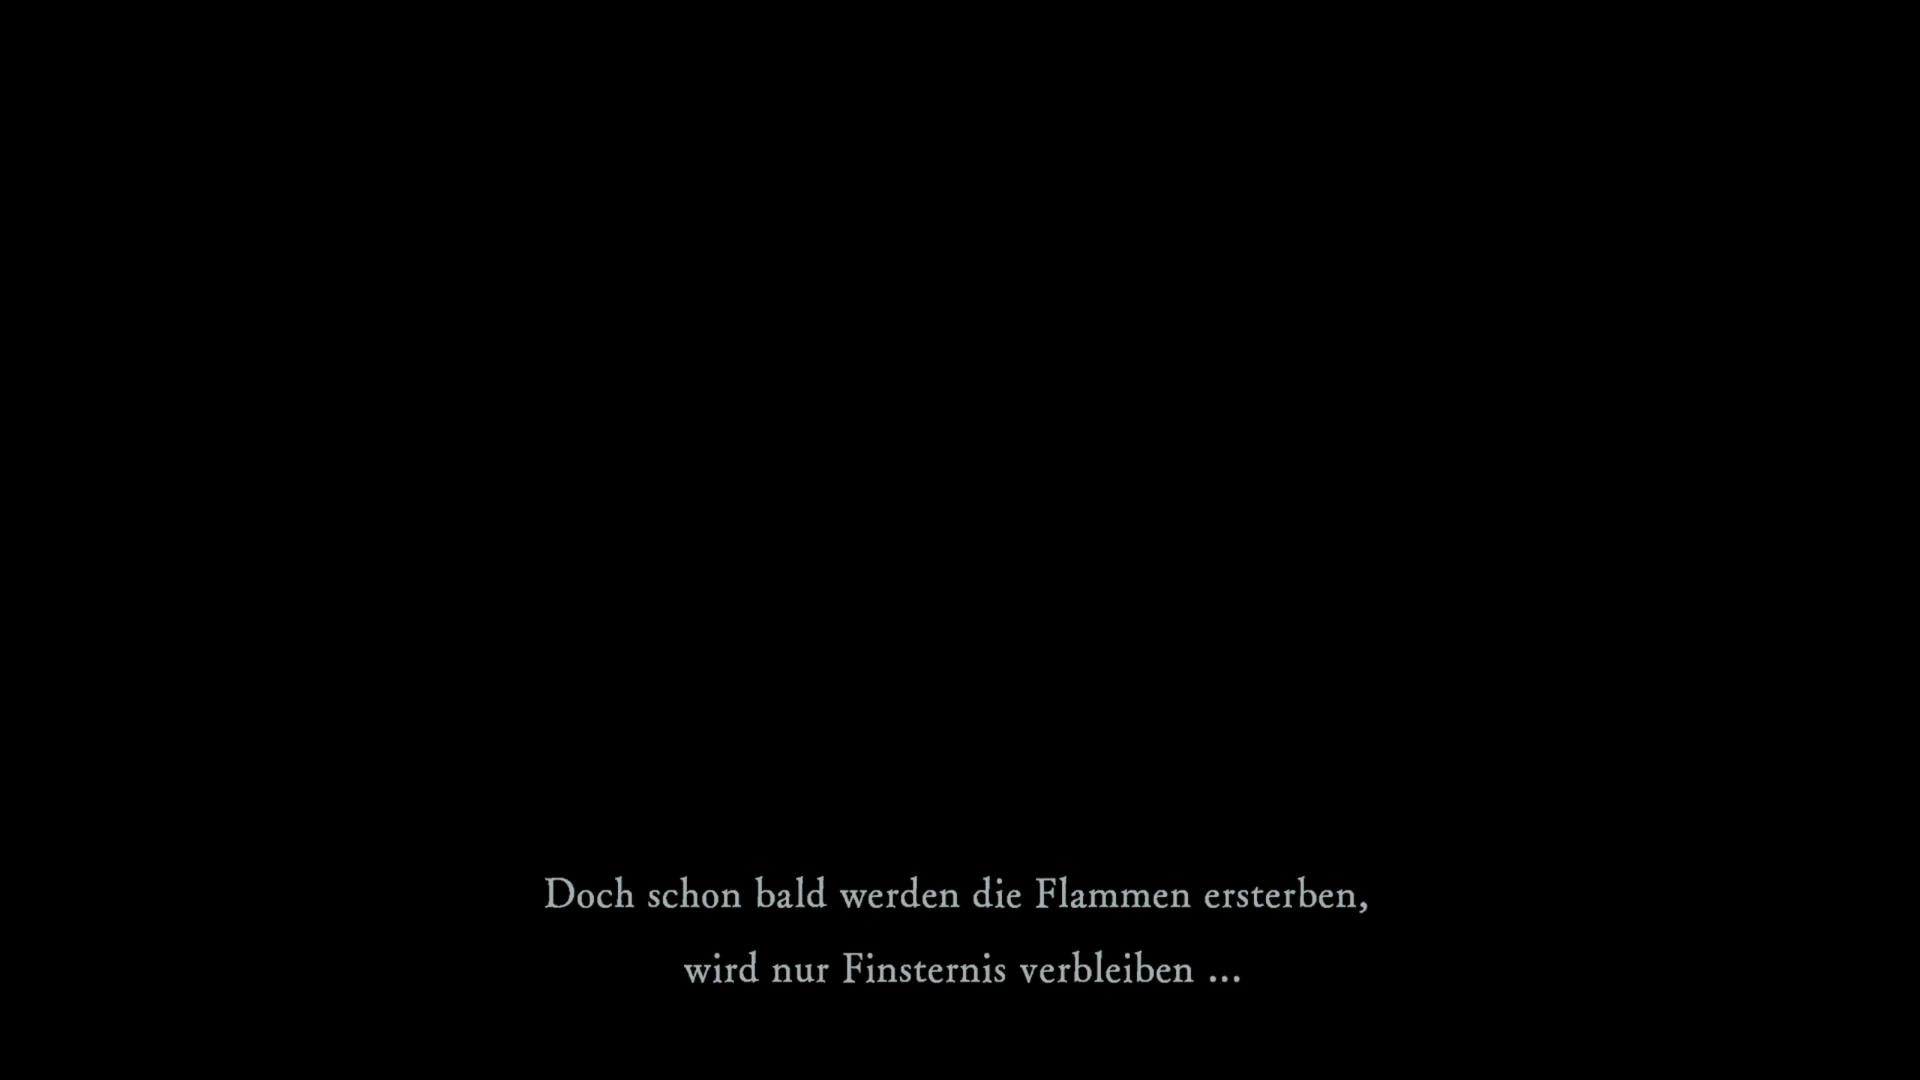 Doch schon bald werden die Flammen ersterben,
wird nur Finsternis verbleiben ...